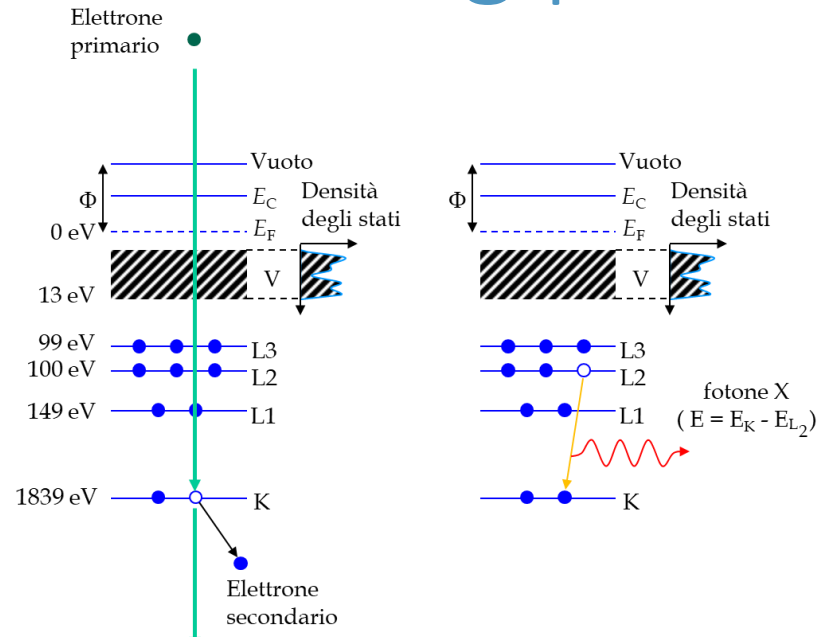 Elettrone
primario
Vuoto
Φ
E_C
Densità
degli stati
0 eV
E_F
V
13 eV
99 eV
L3
100 eV
L2
149 eV
L1
1839 eV
K
Elettrone
secondario
Vuoto
Φ
E_C
Densità
degli stati
E_F
V
L3
L2
fotone X
L1
( E = E_K - E_L2)
K